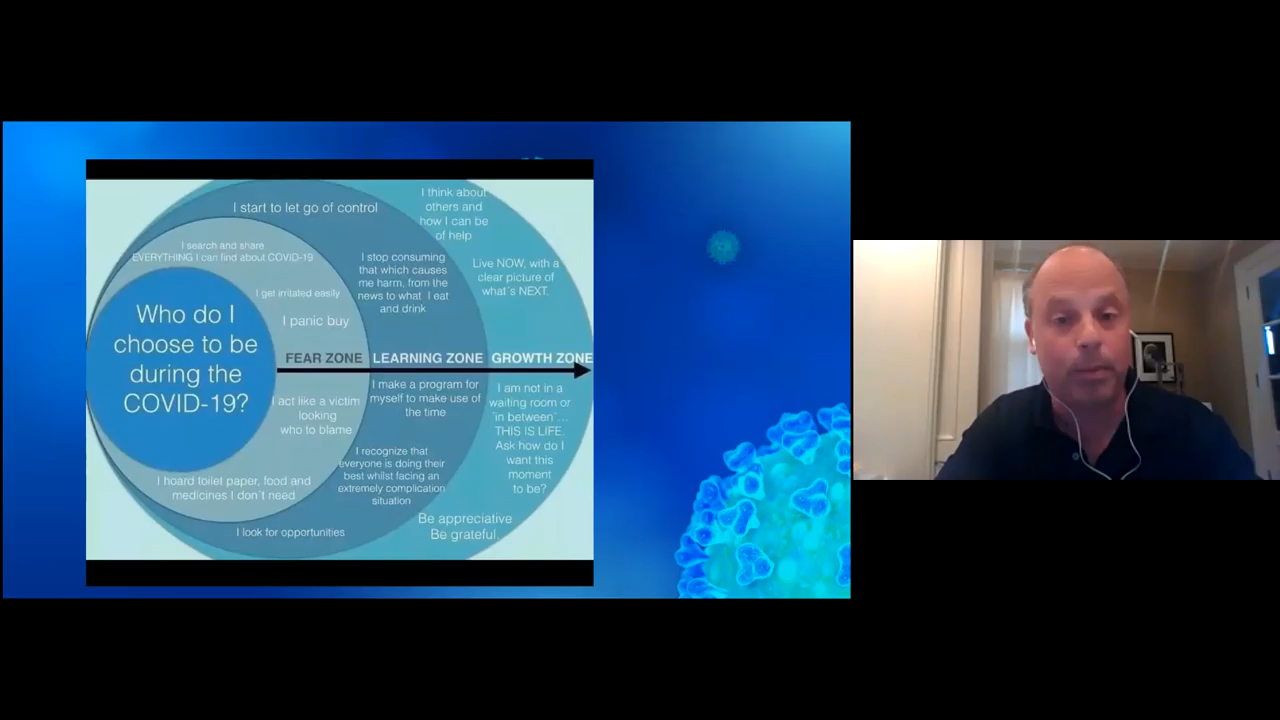 I think about
others and
how I can be
of help
I start to let go of control
I search and share
EVERYTHING I can find about COVID-19
I stop consuming
that which causes
me harm, from the
news to what I eat
and drink
Live NOW, with a
clear picture of
what´s NEXT.
I get irritated easily
I panic buy
Who do I
choose to be
during the
COVID-19?
FEAR ZONE
LEARNING ZONE
GROWTH ZONE
I act like a victim
looking
who to blame
I make a program for
myself to make use of
the time
I am not in a
waiting room or
¨in between¨...
THIS IS LIFE.
Ask how do I
want this
moment
to be?
I recognize that
everyone is doing their
best whilst facing an
extremely complication
situation
I hoard toilet paper, food and
medicines I don´t need
I look for opportunities
Be appreciative
Be grateful.